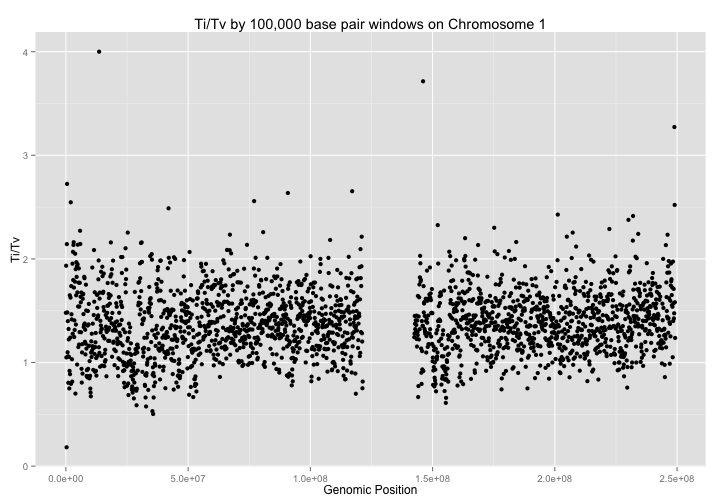 Ti/Tv by 100,000 base pair windows on Chromosome 1
4
3
2
1
0
Ti/Tv
0.0e+00 5.0e+07 1.0e+08 1.5e+08 2.0e+08 2.5e+08
Genomic Position